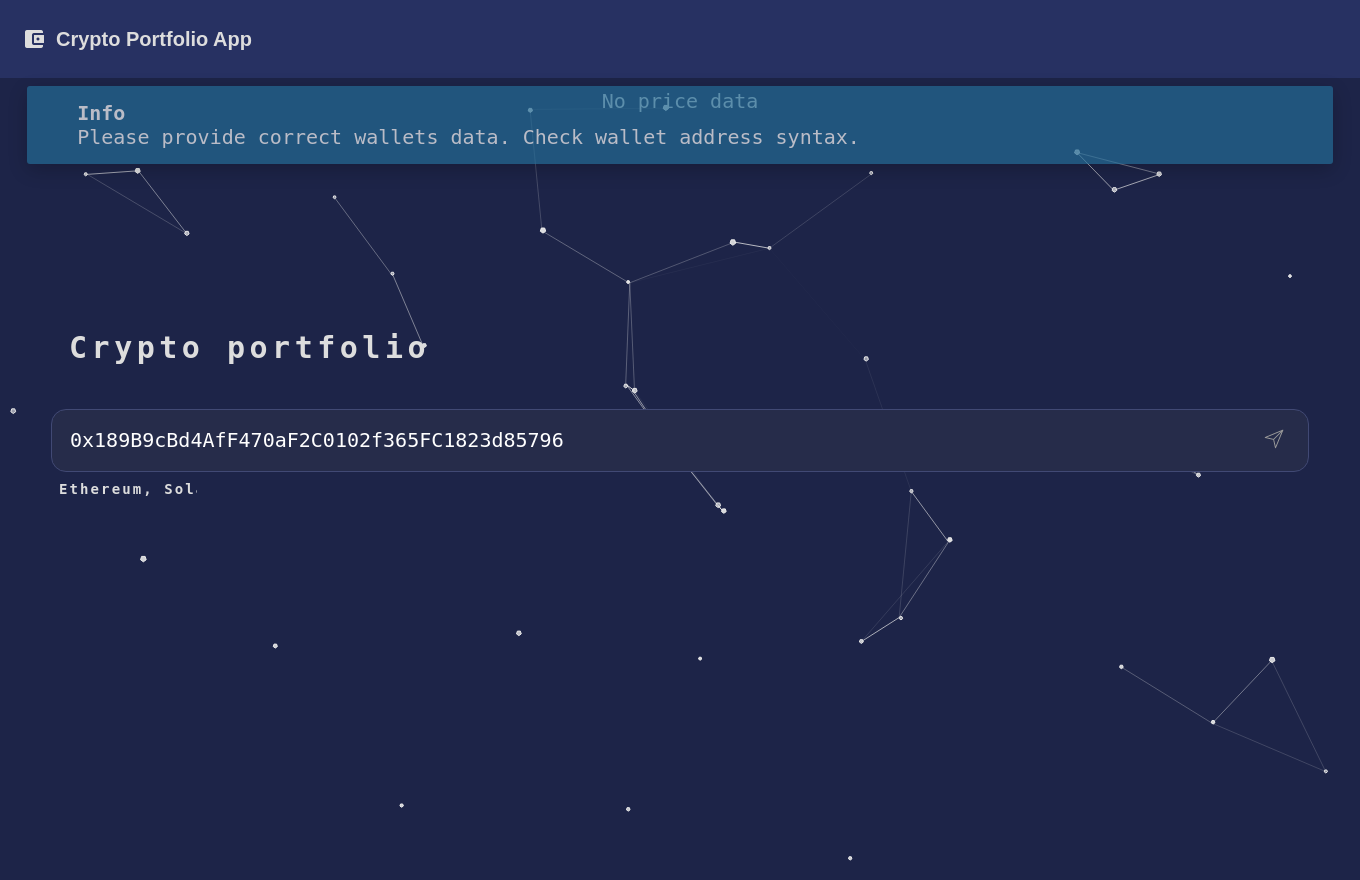 Crypto Portfolio App
No price data
Info
Please provide correct wallets data. Check wallet address syntax.
Crypto portfolio
0x189B9cBd4AfF470aF2C0102f365FC1823d85796
Ethereum, Sol